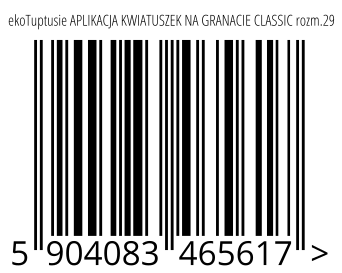 ekoTuptusie APLIKACJA KWIATUSZEK NA GRANACIE CLASSIC rozm.29
5 904083 465617 >